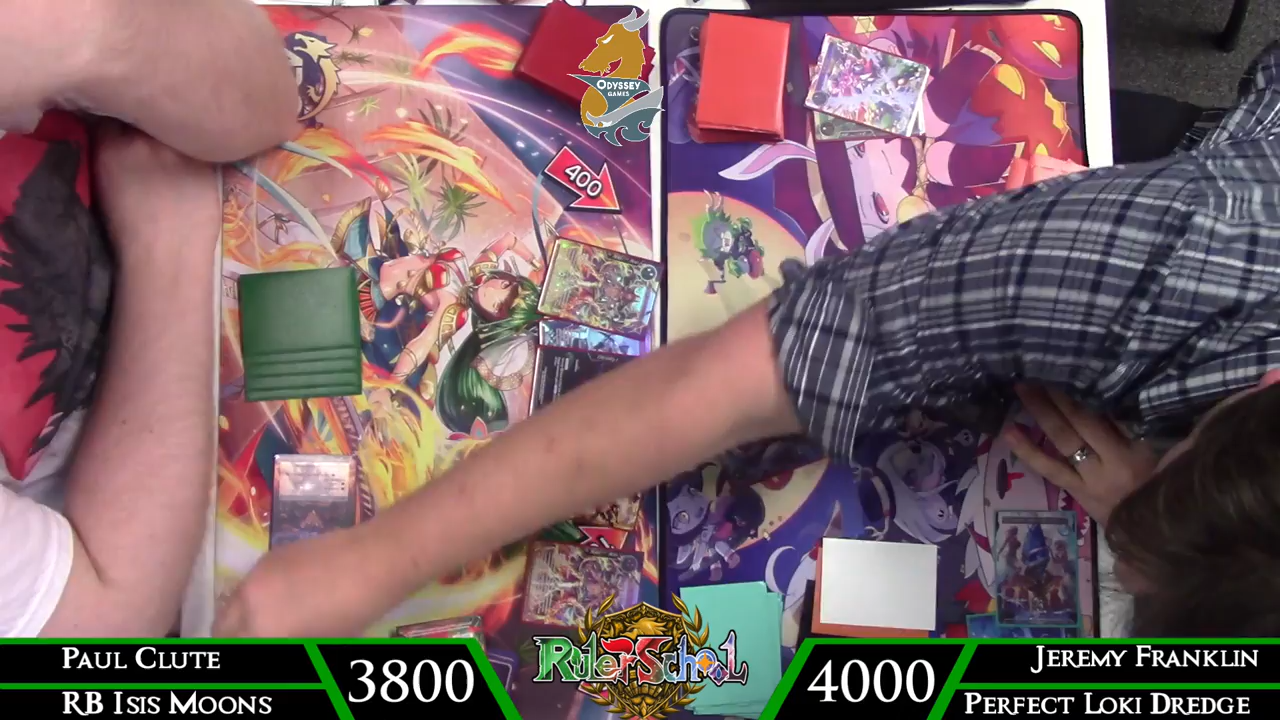 ODYSSEY
GAMES
400
PAUL CLUTE
RB ISIS MOONS
3800
RulerSchool
4000
JEREMY FRANKLIN
PERFECT LOKI DREDGE